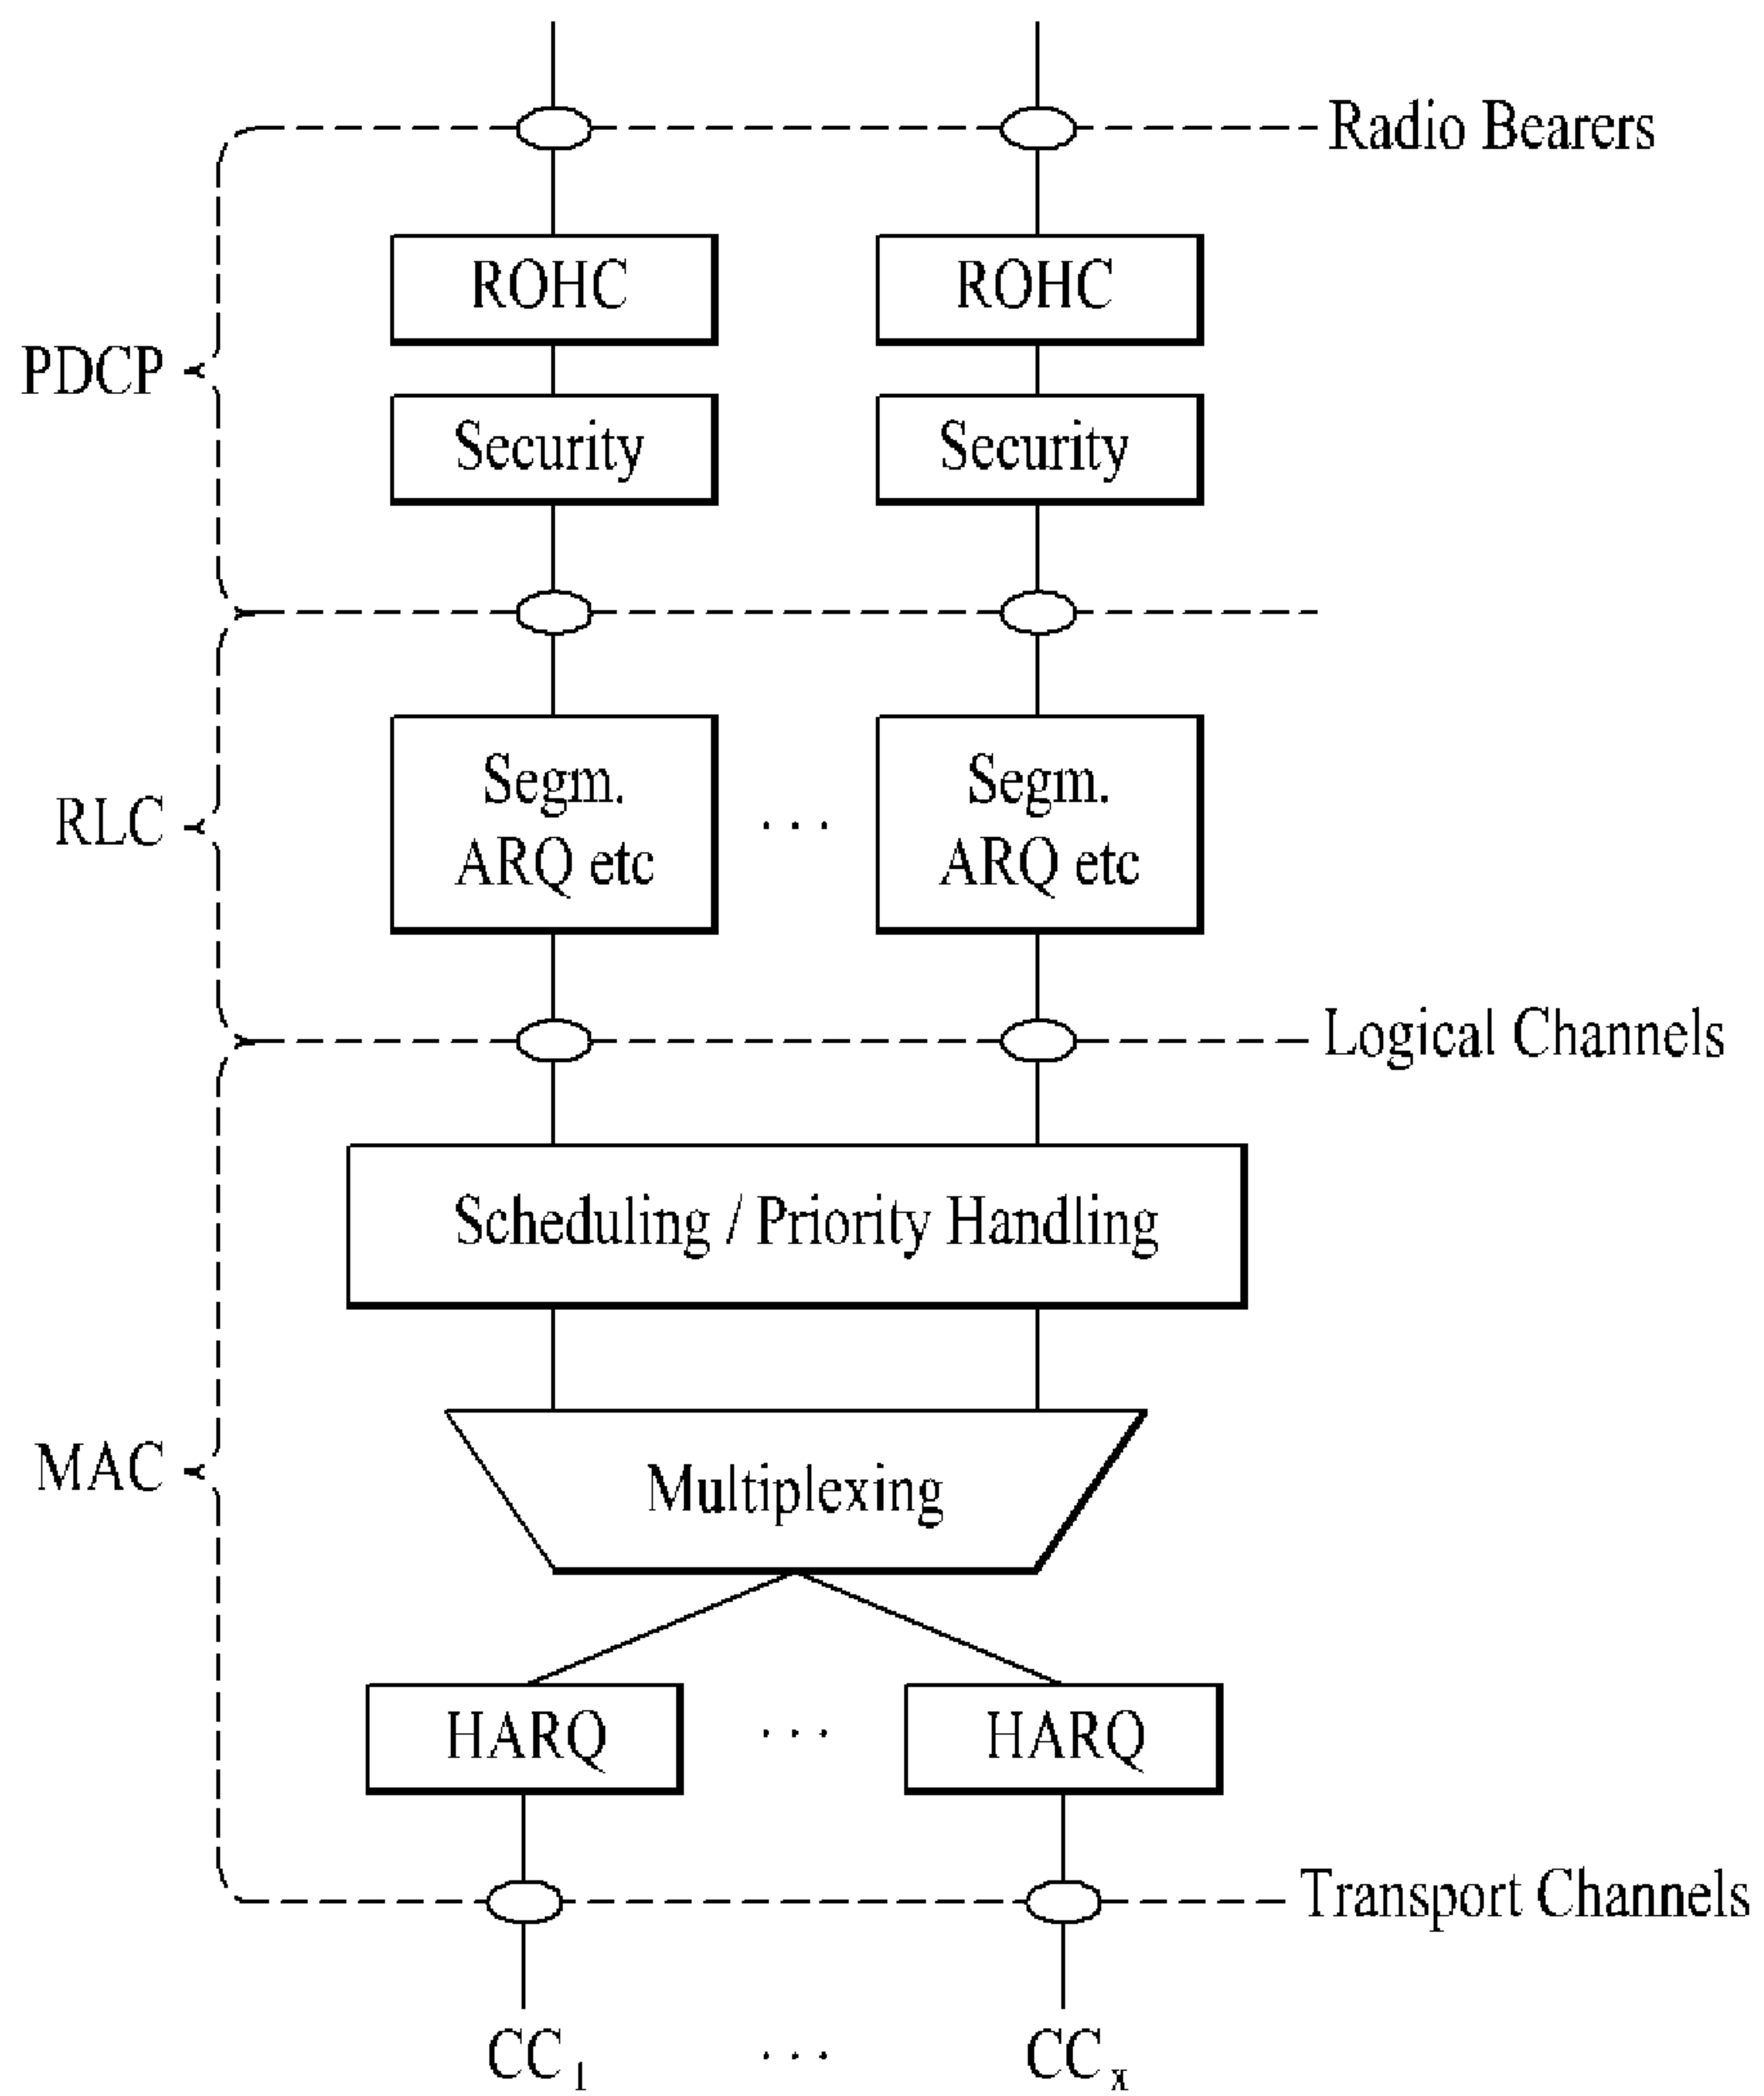 Radio Bearers
ROHC
ROHC
PDCP
Security
Security
Segm.
ARQ etc
. . .
Segm.
ARQ etc
RLC
Logical Channels
Scheduling / Priority Handling
MAC
Multiplexing
HARQ
. . .
HARQ
Transport Channels
CC1
. . .
CCx